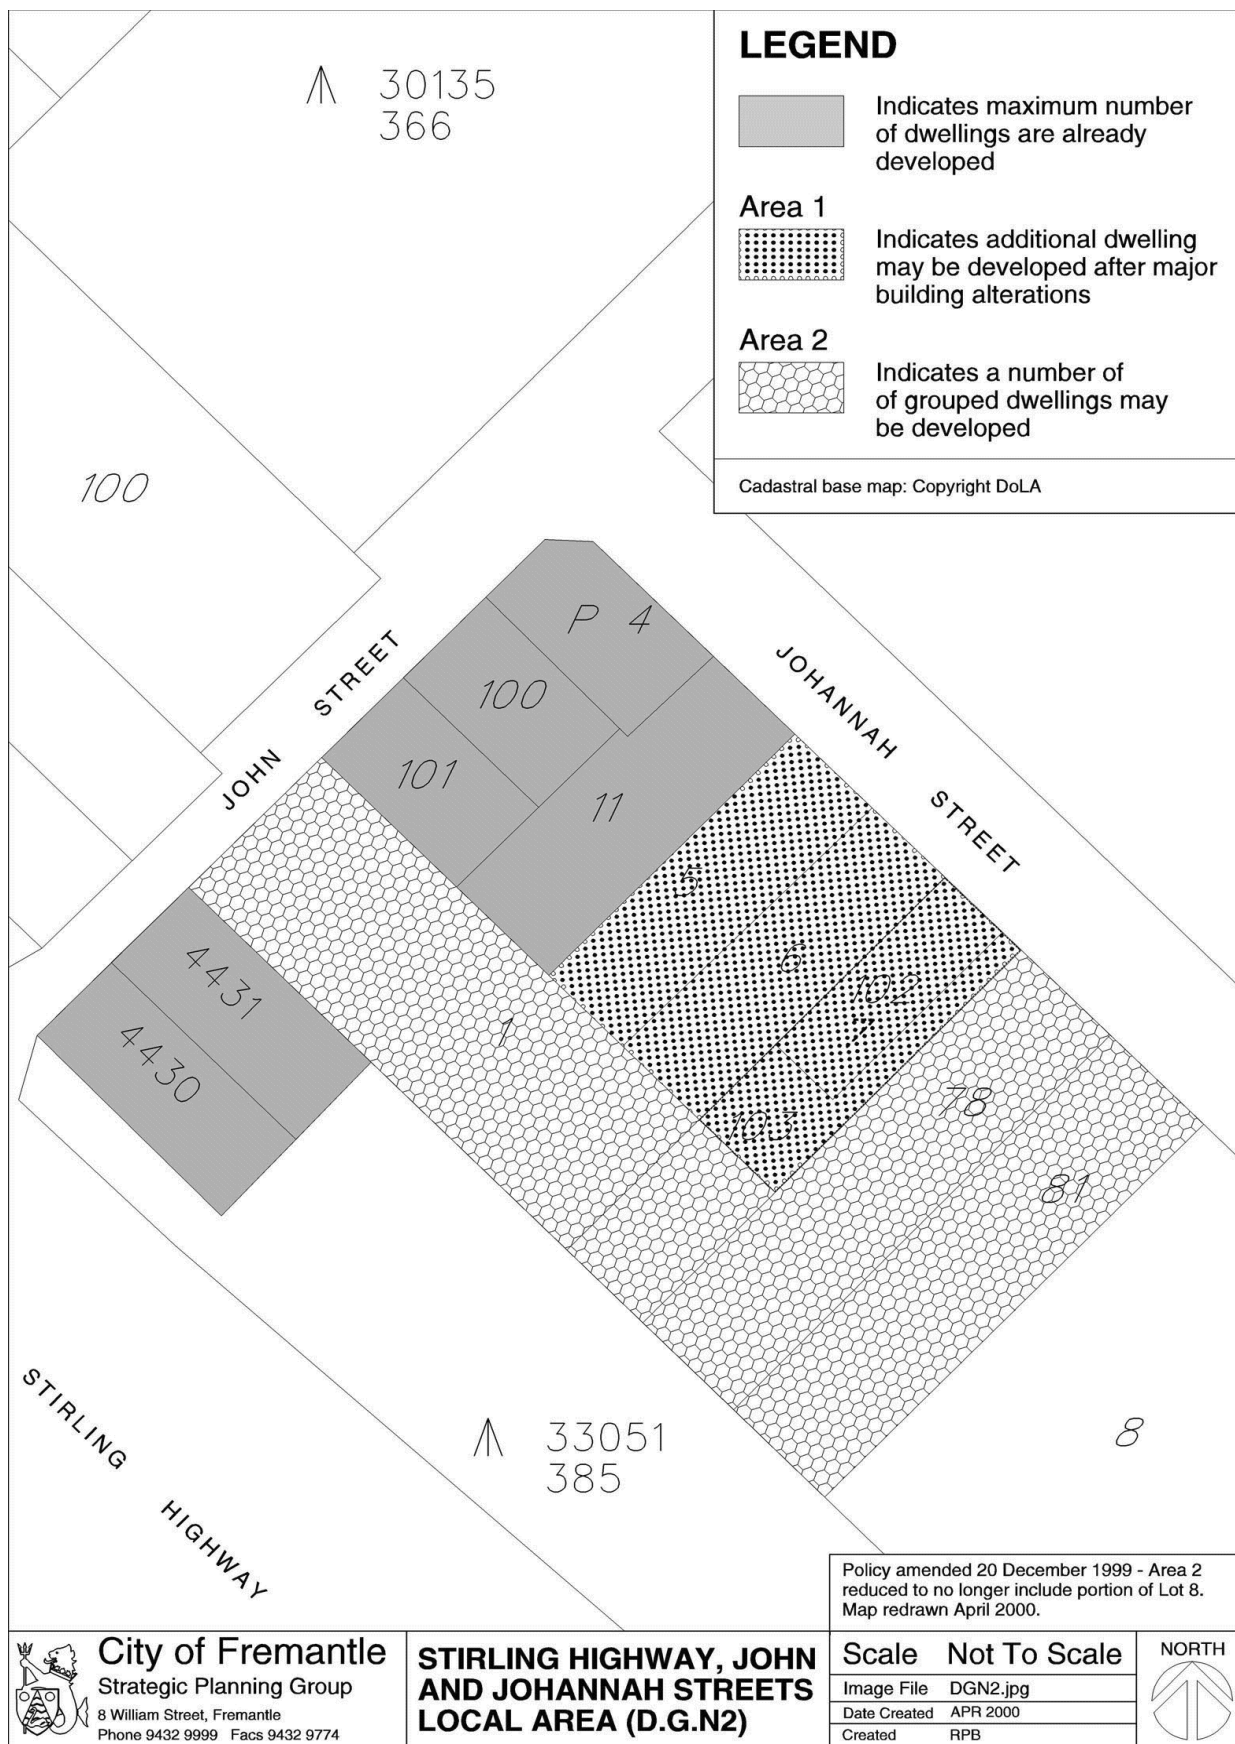 30135
366
LEGEND
Indicates maximum number
of dwellings are already
developed
Area 1
Indicates additional dwelling
may be developed after major
building alterations
Area 2
Indicates a number of
of grouped dwellings may
be developed
Cadastral base map: Copyright DoLA
100
P 4
JOHN STREET
100
JOHANNAH STREET
101
11
5
6
102
7
4431
4430
1
103
78
81
STIRLING HIGHWAY
33051
385
8
Policy amended 20 December 1999 - Area 2
reduced to no longer include portion of Lot 8.
Map redrawn April 2000.
City of Fremantle
Strategic Planning Group
8 William Street, Fremantle
Phone 9432 9999 Facs 9432 9774
STIRLING HIGHWAY, JOHN
AND JOHANNAH STREETS
LOCAL AREA (D.G.N2)
Scale Not To Scale
Image File DGN2.jpg
Date Created APR 2000
Created RPB
NORTH